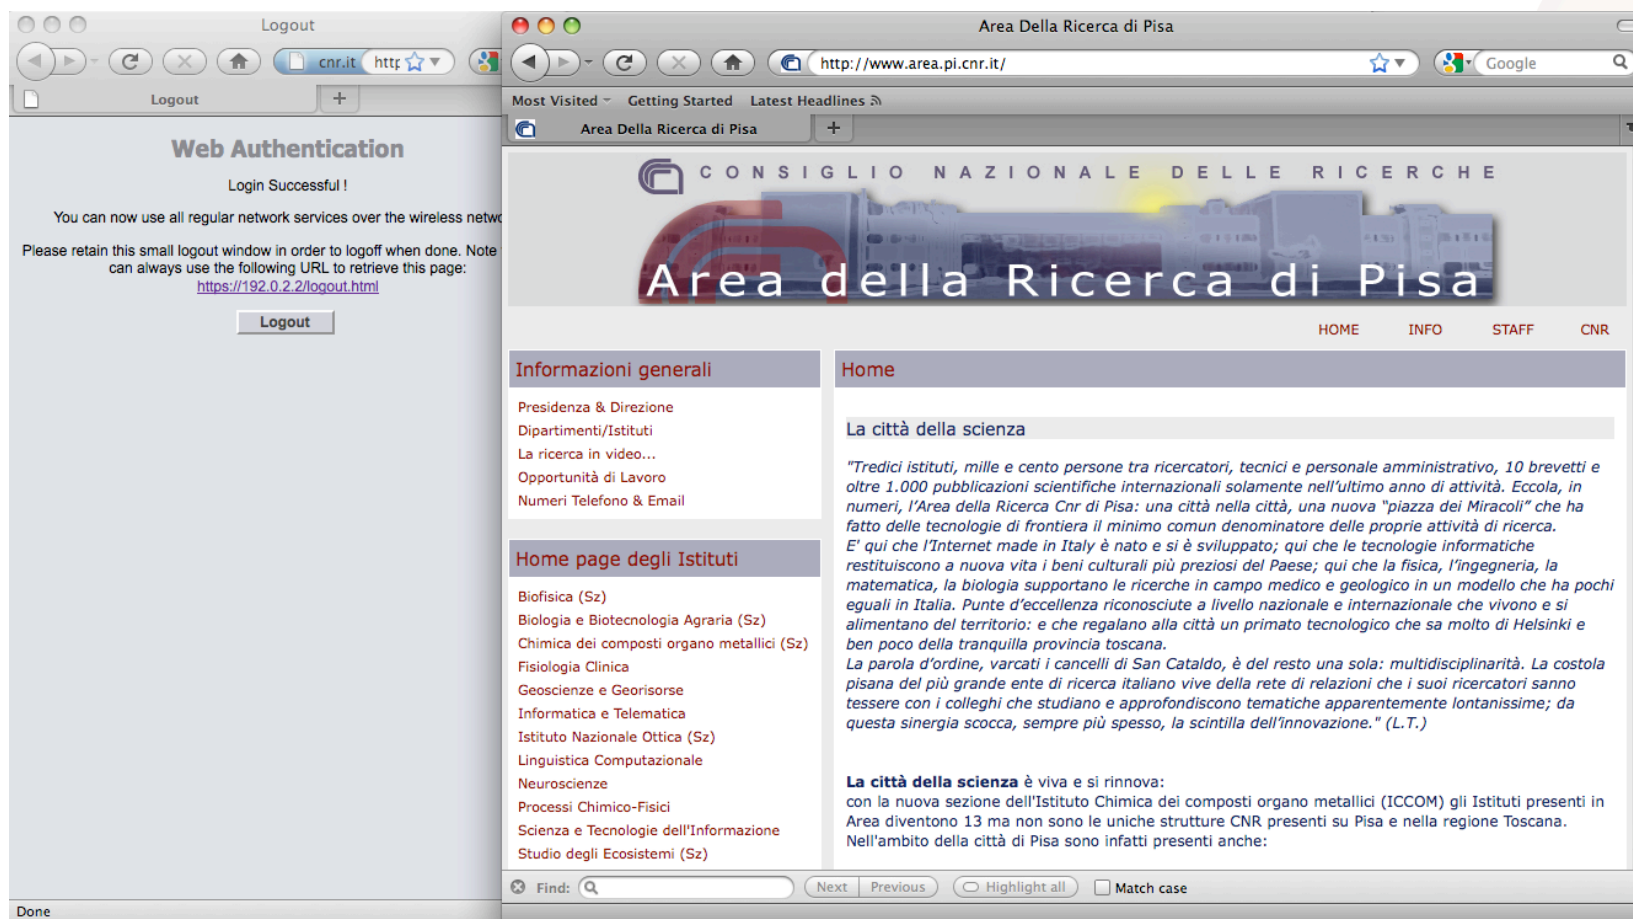 Logout
cnr.it
Logout
Web Authentication
Login Successful !
You can now use all regular network services over the wireless
Please retain this small logout window in order to logoff when done. Note
can always use the following URL to retrieve this page:
https://192.0.2.2/logout.html
Logout
Done
Area Della Ricerca di Pisa
http://www.area.pi.cnr.it/
Google
Most Visited
Getting Started
Latest Headlines
Area Della Ricerca di Pisa
CONSIGLIO NAZIONALE DELLE RICERCHE
Area della Ricerca di Pisa
HOME INFO STAFF CNR
Informazioni generali
Presidenza & Direzione
Dipartimenti/Istituti
La ricerca in video...
Opportunità di Lavoro
Numeri Telefono & Email
Home page degli Istituti
Biofisica (Sz)
Biologia e Biotecnologia Agraria (Sz)
Chimica dei composti organo metallici (Sz)
Fisiologia Clinica
Geoscienze e Georisorse
Informatica e Telematica
Istituto Nazionale Ottica (Sz)
Linguistica Computazionale
Neuroscienze
Processi Chimico-Fisici
Scienza e Tecnologie dell'Informazione
Studio degli Ecosistemi (Sz)
Home
La città della scienza
"Tredici istituti, mille e cento persone tra ricercatori, tecnici e personale amministrativo, 10 brevetti e
oltre 1.000 pubblicazioni scientifiche internazionali solamente nell’ultimo anno di attività. Eccola, in
numeri, l’Area della Ricerca Cnr di Pisa: una città nella città, una nuova “piazza dei Miracoli” che ha
fatto delle tecnologie di frontiera il minimo comun denominatore delle proprie attività di ricerca.
E' qui che l’Internet made in Italy è nato e si è sviluppato; qui che le tecnologie informatiche
restituiscono a nuova vita i beni culturali più preziosi del Paese; qui che la fisica, l’ingegneria, la
matematica, la biologia supportano le ricerche in campo medico e geologico in un modello che ha pochi
eguali in Italia. Punte d’eccellenza riconosciute a livello nazionale e internazionale che vivono e si
alimentano del territorio: e che regalano alla città un primato tecnologico che sa molto di Helsinki e
ben poco della tranquilla provincia toscana.
La parola d’ordine, varcati i cancelli di San Cataldo, è del resto una sola: multidisciplinarità. La costola
pisana del più grande ente di ricerca italiano vive della rete di relazioni che i suoi ricercatori sanno
tessere con i colleghi che studiano e approfondiscono tematiche apparentemente lontanissime; da
questa sinergia scocca, sempre più spesso, la scintilla dell’innovazione." (L.T.)
La città della scienza è viva e si rinnova:
con la nuova sezione dell'Istituto Chimica dei composti organo metallici (ICCOM) gli Istituti presenti in
Area diventono 13 ma non sono le uniche strutture CNR presenti su Pisa e nella regione Toscana.
Nell'ambito della città di Pisa sono infatti presenti anche:
Find:
Next
Previous
Highlight all
Match case